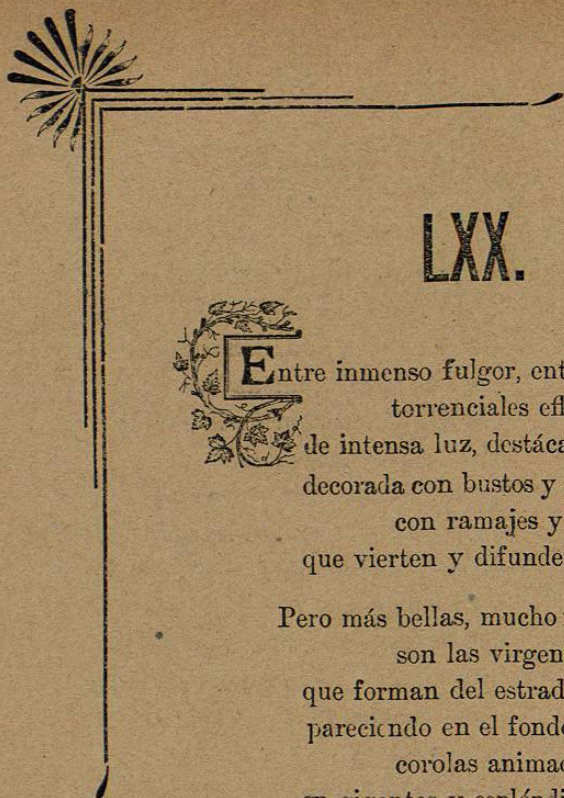 LXX.
Entre inmenso fulgor, ent
torrenciales efl
de intensa luz, destáca
decorada con bustos y
con ramajes y
que vierten y difunde
Pero más bellas, mucho
son las virgen
que forman del estrad
pareciendo en el fond
corolas anima